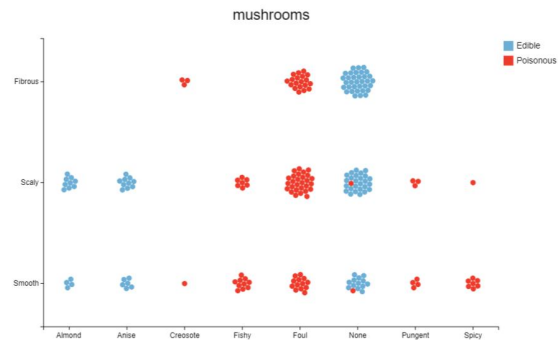 mushrooms
Edible
Poisonous
Fibrous
Scaly
Smooth
Almond Anise Creosote Fishy Foul None Pungent Spicy